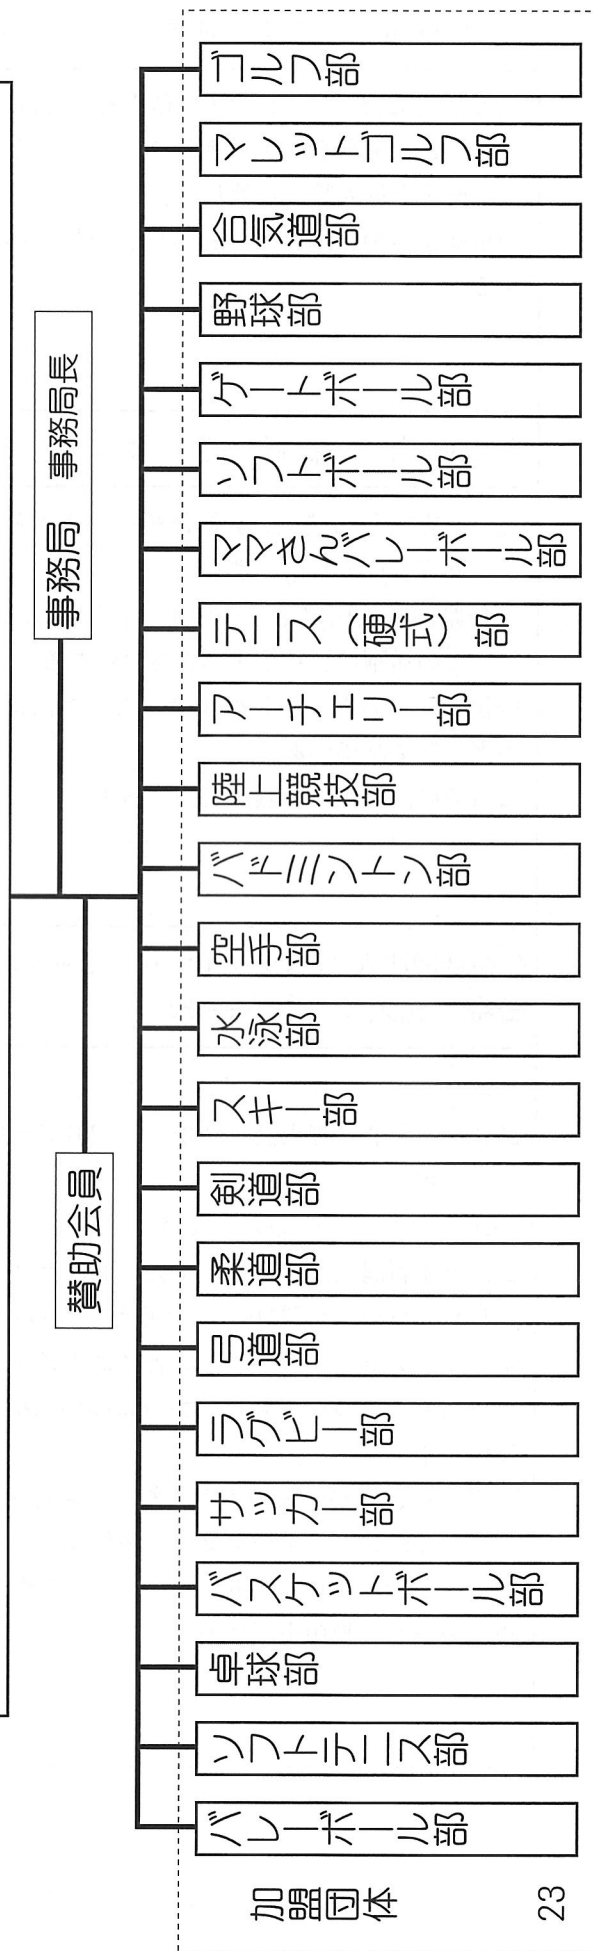 事務局 事務局長
賛助会員
加盟団体 23
バレーボール部
ソフトテニス部
卓球部
バスケットボール部
サッカー部
ラグビー部
弓道部
柔道部
剣道部
スキー部
水泳部
空手部
バドミントン部
陸上競技部
アーチェリー部
テニス（硬式）部
ママさんバレーボール部
ソフトボール部
ゲートボール部
野球部
合気道部
マレットゴルフ部
ゴルフ部